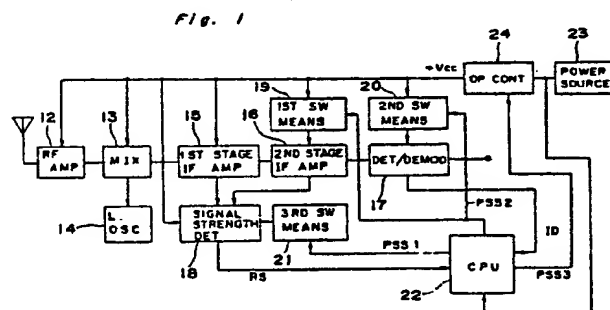 Fig. 1
24
23
+Vcc
OP CONT
POWER
SOURCE
19
20
12
13
15
16
1ST SW
MEANS
2ND SW
MEANS
RF
AMP
MIX
1ST STAGE
IF AMP
2ND STAGE
IF AMP
DET/DEMOD
17
14
L.
OSC
SIGNAL
STRENGTH
DET.
3RD SW
MEANS
PSS2
ID
18
21
PSS1
RS
CPU
PSS3
22